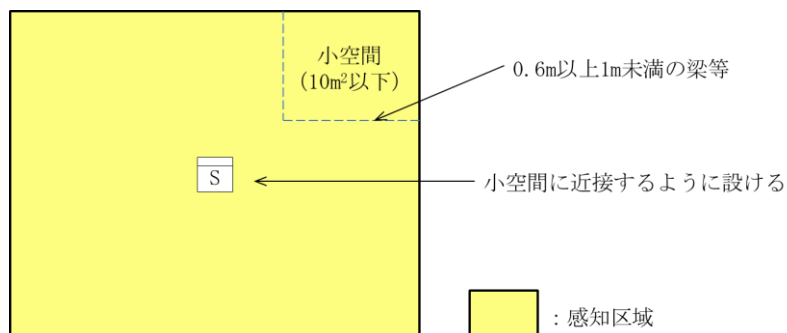 小空間
(10m²以下)
0.6m以上1m未満の梁等
S
小空間に近接するように設ける
：感知区域